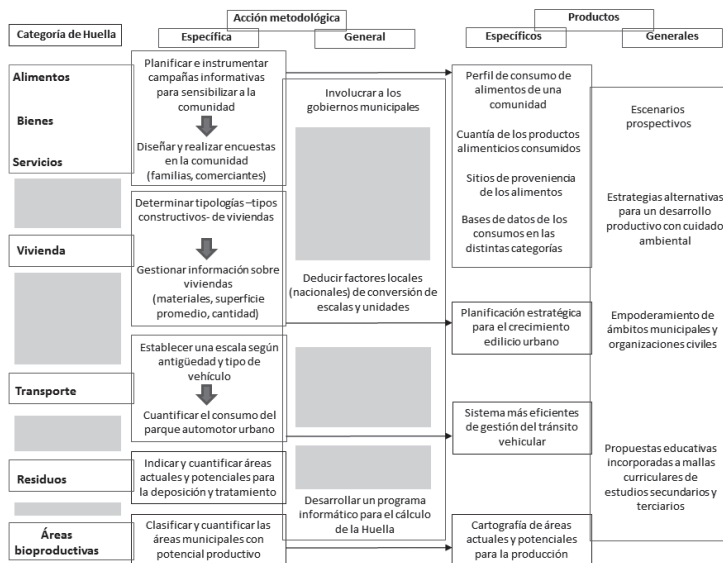 Acción metodológica
Productos
Categoría de Huella
Específica
General
Específicos
Generales
Alimentos
Bienes
Servicios
Vivienda
Transporte
Residuos
Áreas
bioproductivas
Planificar e instrumentar
campañas informativas
para sensibilizar a la
comunidad
Diseñar y realizar encuestas
en la comunidad
(familias, comerciantes)
Determinar tipologías –tipos
constructivos- de viviendas
Gestionar información sobre
viviendas
(materiales, superficie
promedio, cantidad)
Establecer una escala según
antigüedad y tipo de
vehículo
Cuantificar el consumo del
parque automotor urbano
Indicar y cuantificar áreas
actuales y potenciales para
la deposición y tratamiento
Clasificar y cuantificar las
áreas municipales con
potencial productivo
Involucrar a los
gobiernos municipales
Deducir factores locales
(nacionales) de conversión de
escalas y unidades
Desarrollar un programa
informático para el cálculo
de la Huella
Perfil de consumo de
alimentos de una
comunidad
Cuantía de los productos
alimenticios consumidos
Sitios de proveniencia
de los alimentos
Bases de datos de los
consumos en las
distintas categorías
Planificación estratégica
para el crecimiento
edilicio urbano
Sistema más eficientes
de gestión del tránsito
vehicular
Cartografía de áreas
actuales y potenciales
para la producción
Escenarios
prospectivos
Estrategias alternativas
para un desarrollo
productivo con cuidado
ambiental
Empoderamiento de
ámbitos municipales y
organizaciones civiles
Propuestas educativas
incorporadas a mallas
curriculares de
estudios secundarios y
terciarios